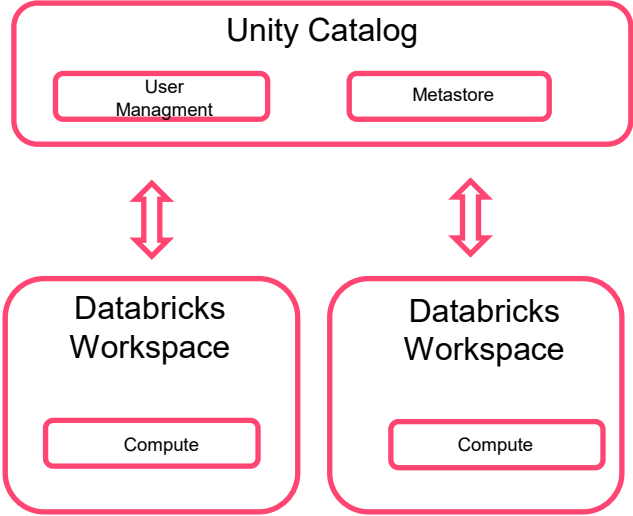 Unity Catalog
User
Managment
Metastore
Databricks
Workspace
Compute
Databricks
Workspace
Compute